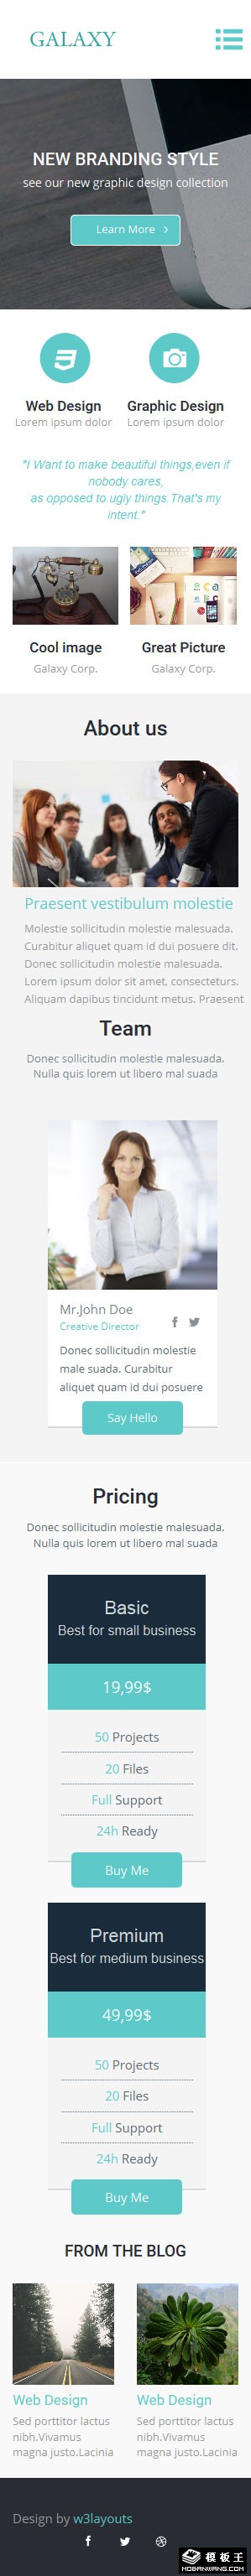 GALAXY
NEW BRANDING STYLE
see our new graphic design collection
Learn More >
Web Design
Graphic Design
Lorem ipsum dolor
Lorem ipsum dolor
"I Want to make beautiful things,even if
nobody cares,
as opposed to ugly things.That's my
intent."
Cool image
Great Picture
Galaxy Corp.
Galaxy Corp.
About us
Praesent vestibulum molestie
Molestie sollicitudin molestie malesuada.
Curabitur aliquet quam id dui posuere dit.
Donec sollicitudin molestie malesuada.
Lorem ipsum dolor sit amet, consecteturs.
Aliquam dapibus tincidunt metus. Praesent
Team
Donec sollicitudin molestie malesuada.
Nulla quis lorem ut libero mal suada
Mr.John Doe
Creative Director
Donec sollicitudin molestie
male suada. Curabitur
aliquet quam id dui posuere
Say Hello
Pricing
Donec sollicitudin molestie malesuada.
Nulla quis lorem ut libero mal suada
Basic
Best for small business
19,99$
50 Projects
20 Files
Full Support
24h Ready
Buy Me
Premium
Best for medium business
49,99$
50 Projects
20 Files
Full Support
24h Ready
Buy Me
FROM THE BLOG
Web Design
Web Design
Sed porttitor lactus
nibh.Vivamus
magna justo.Lacinia
Sed porttitor lactus
nibh.Vivamus
magna justo.Lacinia
Design by w3layouts
模板王
MOBANWANG.COM